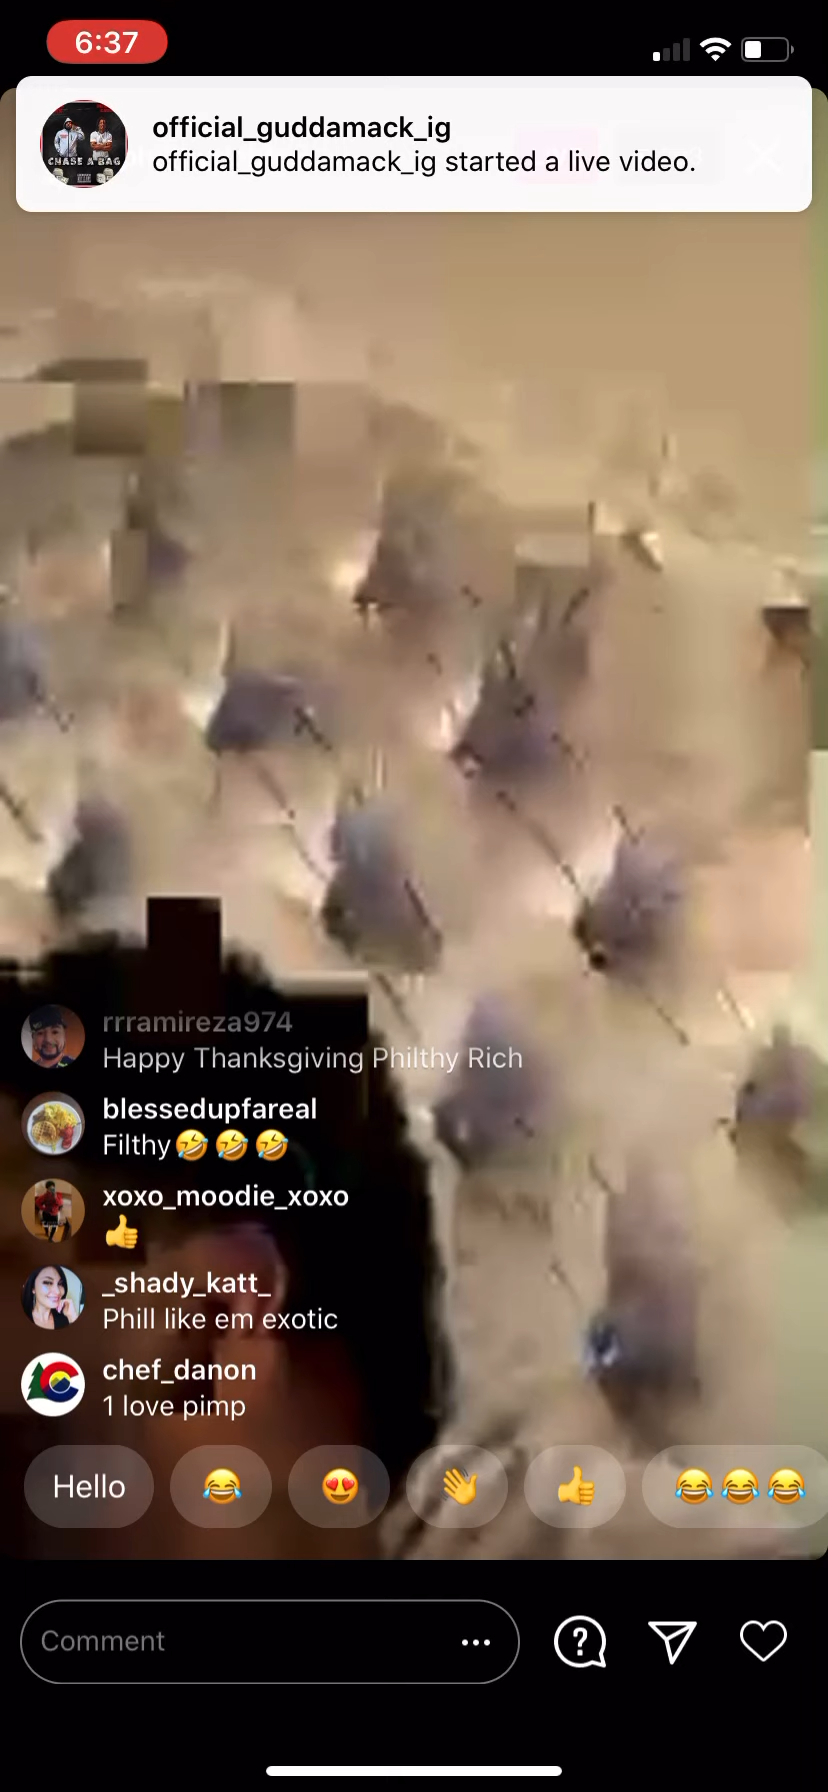 6:37
official_guddamack_ig
official_guddamack_ig started a live video.
CHASE A BAG
rrramireza974
Happy Thanksgiving Philthy Rich
blessedupfareal
Filthy🤣🤣🤣
xoxo_moodie_xoxo
👍
_shady_katt_
Phill like em exotic
chef_danon
1 love pimp
Hello 😂 😍 👋 👍 😂😂😂
Comment